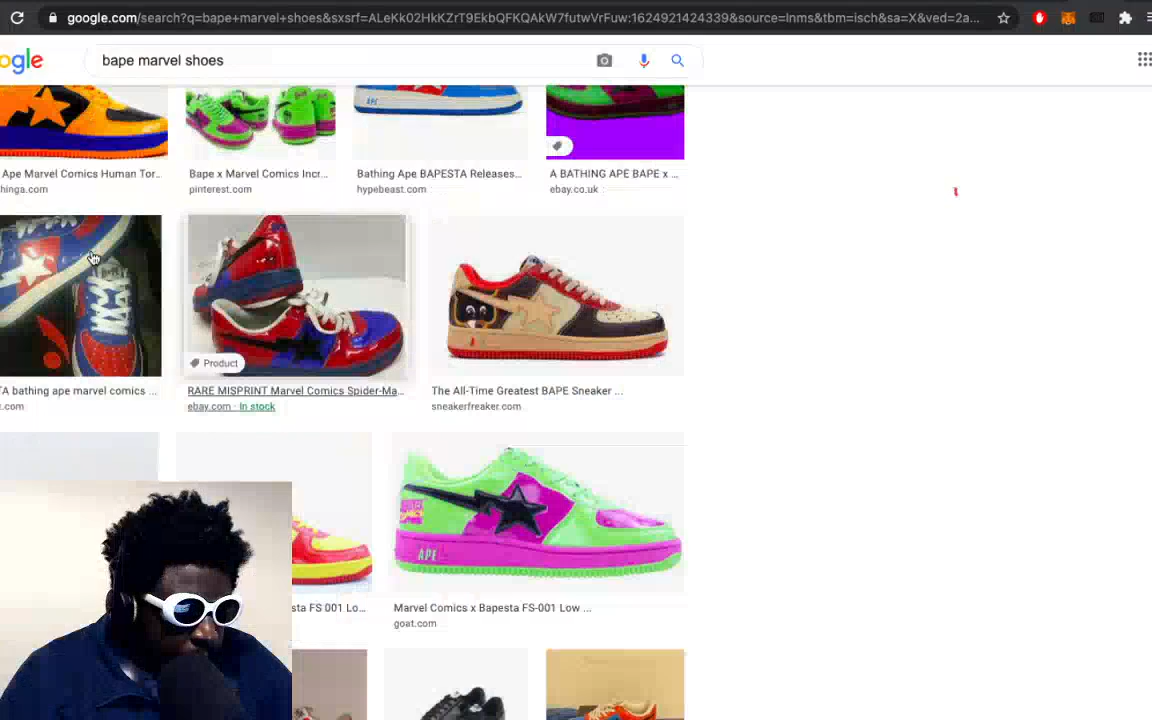 google.com/search?q=bape+marvel+shoes&sxsrf=ALeKk02HkKZrT9EkbQFKQAkW7futwVrFuw:1624921424339&source=lnms&tbm=isch&sa=X&ved=2a...
ogle
bape marvel shoes
Ape Marvel Comics Human Tor...
hinga.com
Bape x Marvel Comics Incr...
pinterest.com
Bathing Ape BAPESTA Releases...
hypebeast.com
A BATHING APE BAPE x ...
ebay.co.uk
Product
TA bathing ape marvel comics ...
.com
RARE MISPRINT Marvel Comics Spider-Ma...
ebay.com · In stock
The All-Time Greatest BAPE Sneaker ...
sneakerfreaker.com
APE
sta FS 001 Lo...
Marvel Comics x Bapesta FS-001 Low ...
goat.com